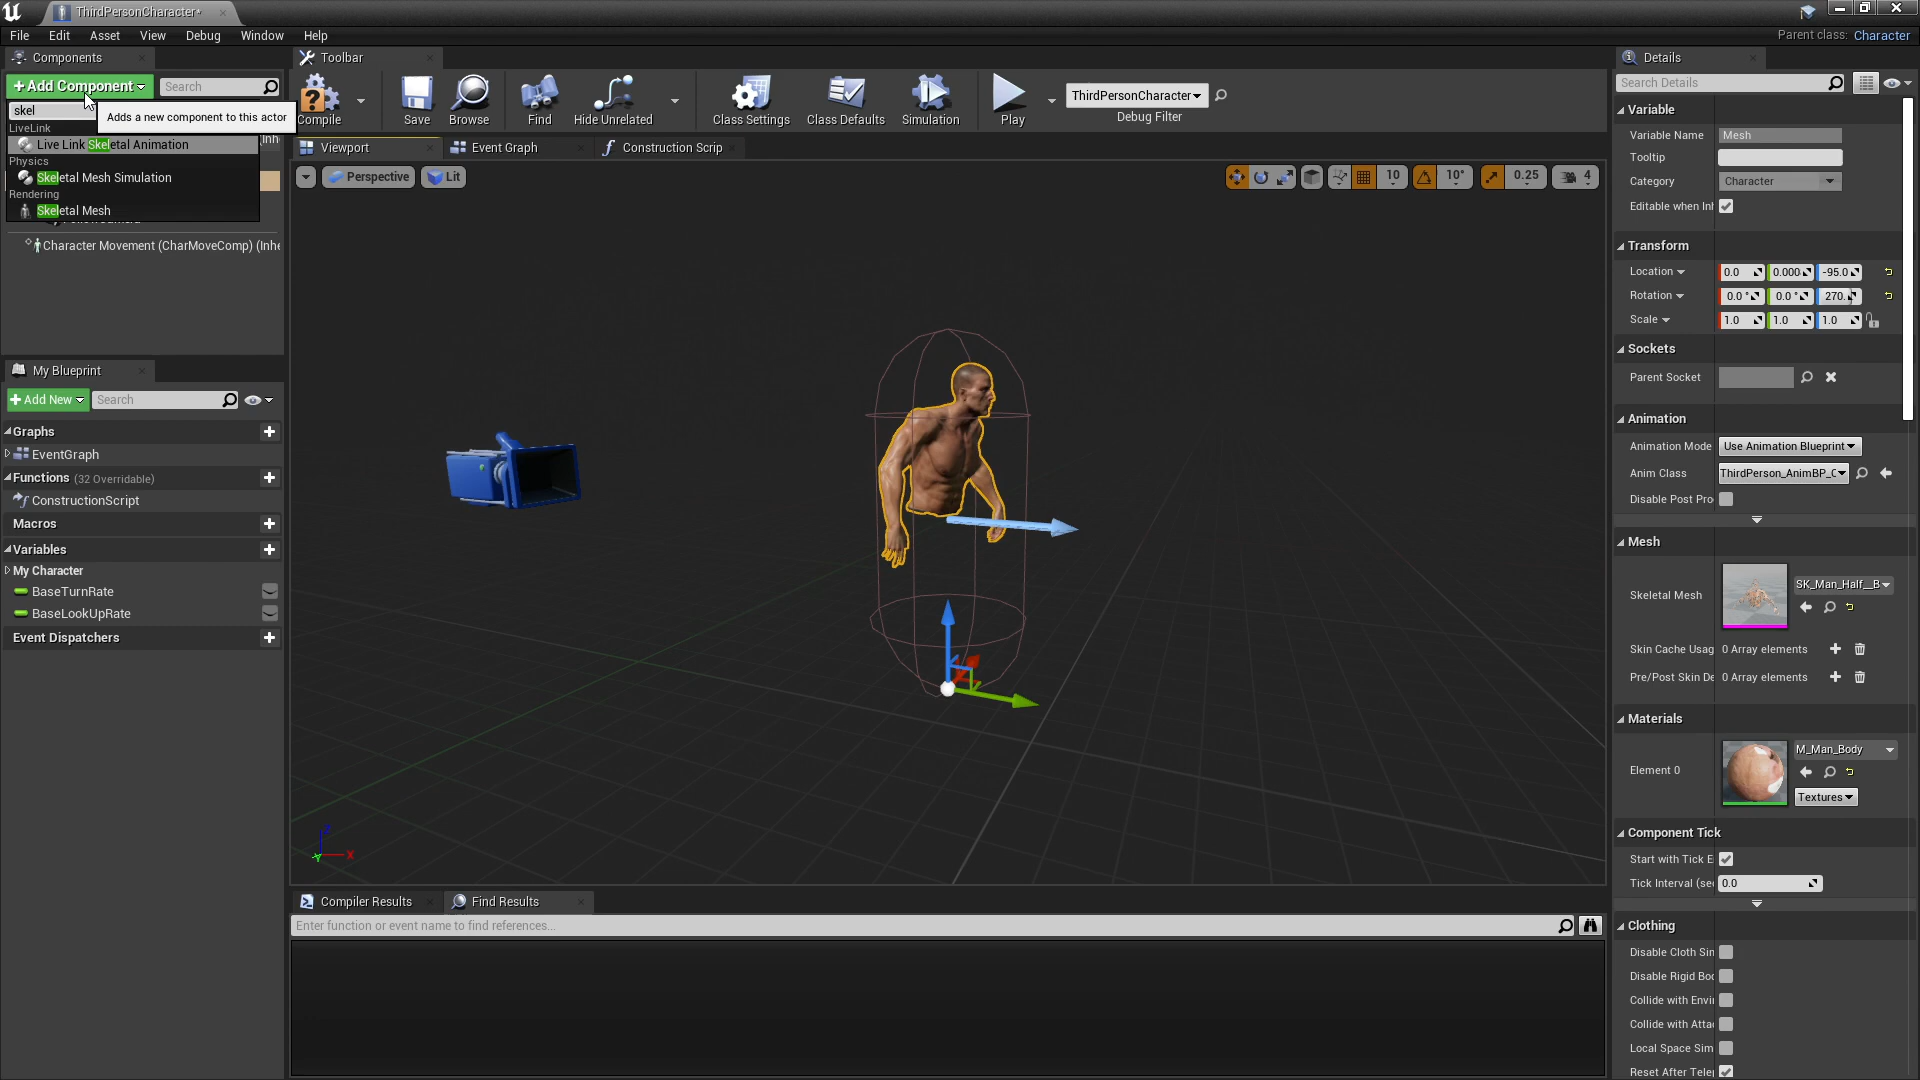 ThirdPersonCharacter*
File Edit Asset View Debug Window Help
Parent class: Character
Components
+Add Component
Search
skel
Adds a new component to this actor
LiveLink
Live Link Skeletal Animation
Physics
Skeletal Mesh Simulation
Rendering
Skeletal Mesh
Character Movement (CharMoveComp) (Inhe
My Blueprint
+Add New
Search
Graphs
EventGraph
Functions (32 Overridable)
ConstructionScript
Macros
Variables
My Character
BaseTurnRate
BaseLookUpRate
Event Dispatchers
Toolbar
Compile
Save
Browse
Find
Hide Unrelated
Class Settings
Class Defaults
Simulation
Play
ThirdPersonCharacter
Debug Filter
Viewport
Event Graph
Construction Scrip
Perspective
Lit
10
10°
0.25
4
Z
X
Y
Compiler Results
Find Results
Enter function or event name to find references...
Details
Search Details
Variable
Variable Name Mesh
Tooltip
Category Character
Editable when Inh
Transform
Location 0.0 0.000 -95.0
Rotation 0.0 ° 0.0 ° 270.
Scale 1.0 1.0 1.0
Sockets
Parent Socket
Animation
Animation Mode Use Animation Blueprint
Anim Class ThirdPerson_AnimBP_C
Disable Post Pro
Mesh
Skeletal Mesh SK_Man_Half__B
Skin Cache Usag 0 Array elements
Pre/Post Skin De 0 Array elements
Materials
Element 0 M_Man_Body
Textures
Component Tick
Start with Tick E
Tick Interval (sec 0.0
Clothing
Disable Cloth Sim
Disable Rigid Bod
Collide with Envi
Collide with Atta
Local Space Sim
Reset After Telep